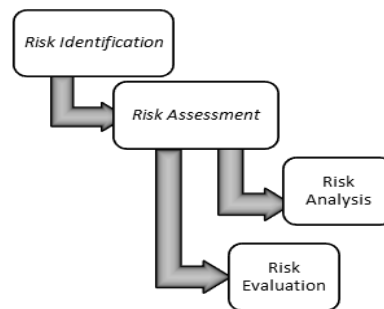 Risk Identification
Risk Assessment
Risk
Analysis
Risk
Evaluation